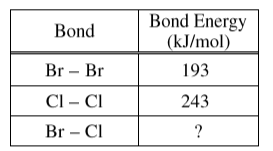 Bond Bond Energy
(kJ/mol)
Br – Br 193
Cl – Cl 243
Br – Cl ?